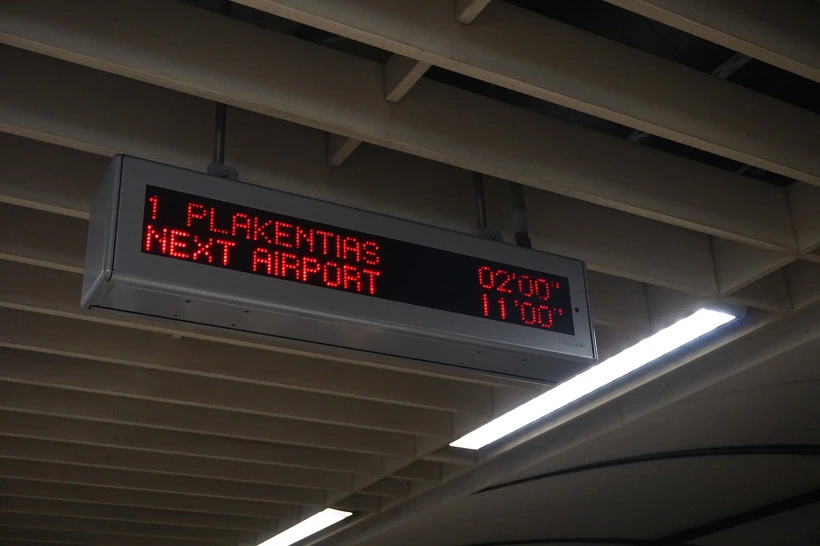 1 PLAKENTIAS 02'00"
NEXT AIRPORT 11'00"